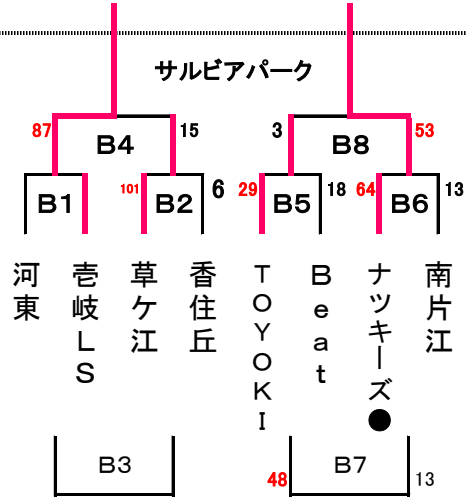 サルビアパーク
87 15 3 53
B4 B8
101 6 29 18 64 13
B1 B2 B5 B6
河東
壱岐LS
草ケ江
香住丘
TOYOKI
Beat
ナツキーズ●
南片江
B3 B7
48 13